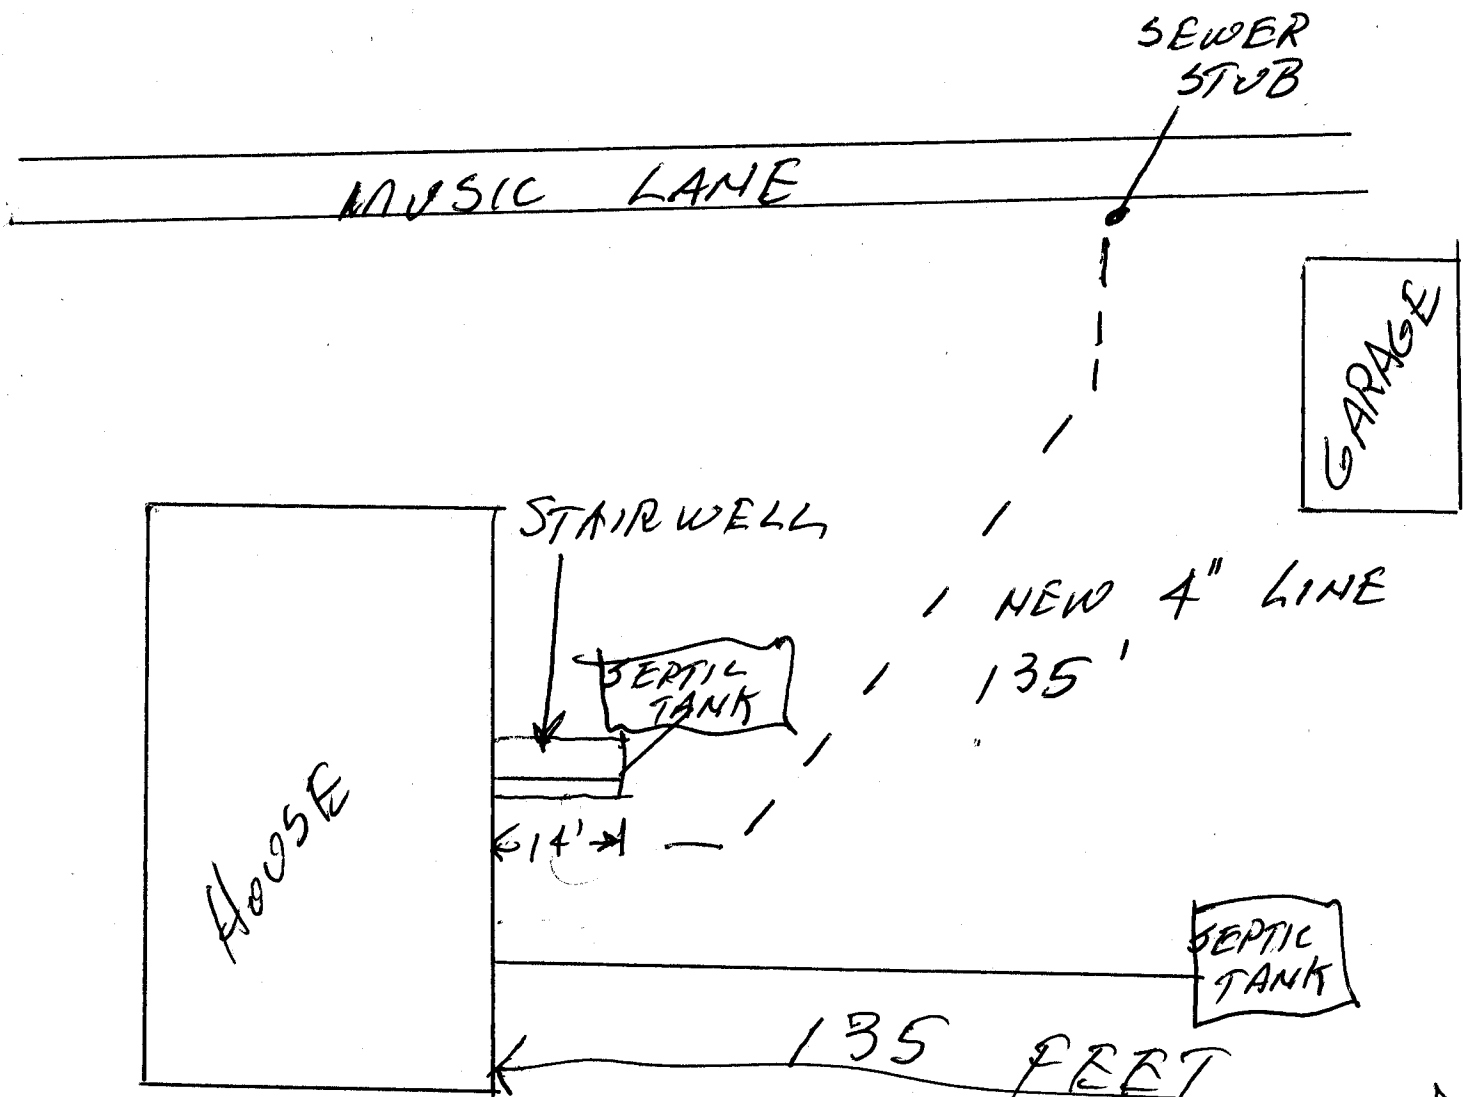 SEWER
STUB
MUSIC LANE
GARAGE
STAIRWELL
NEW 4" LINE
135'
SEPTIC
TANK
HOUSE
14'
SEPTIC
TANK
135 FEET